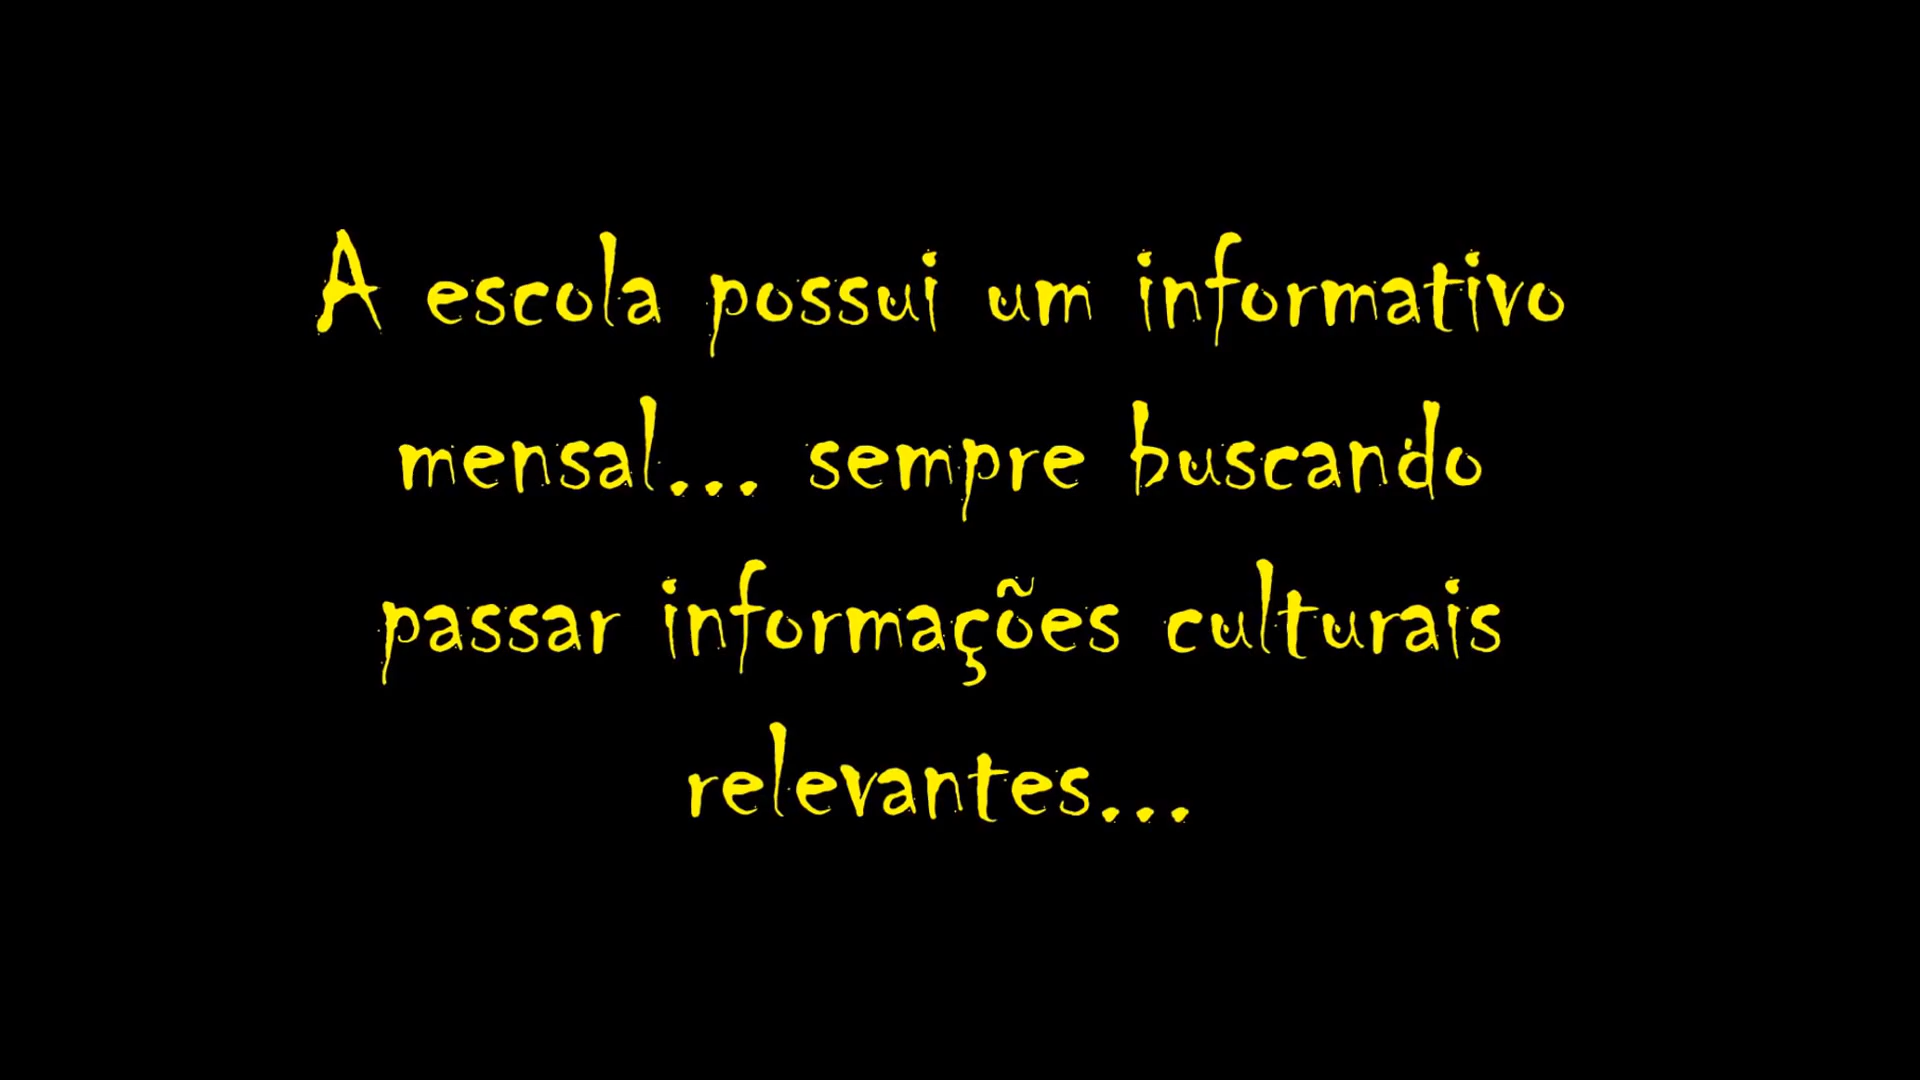 A escola possui um informativo
mensal... sempre buscando
passar informações culturais
relevantes...